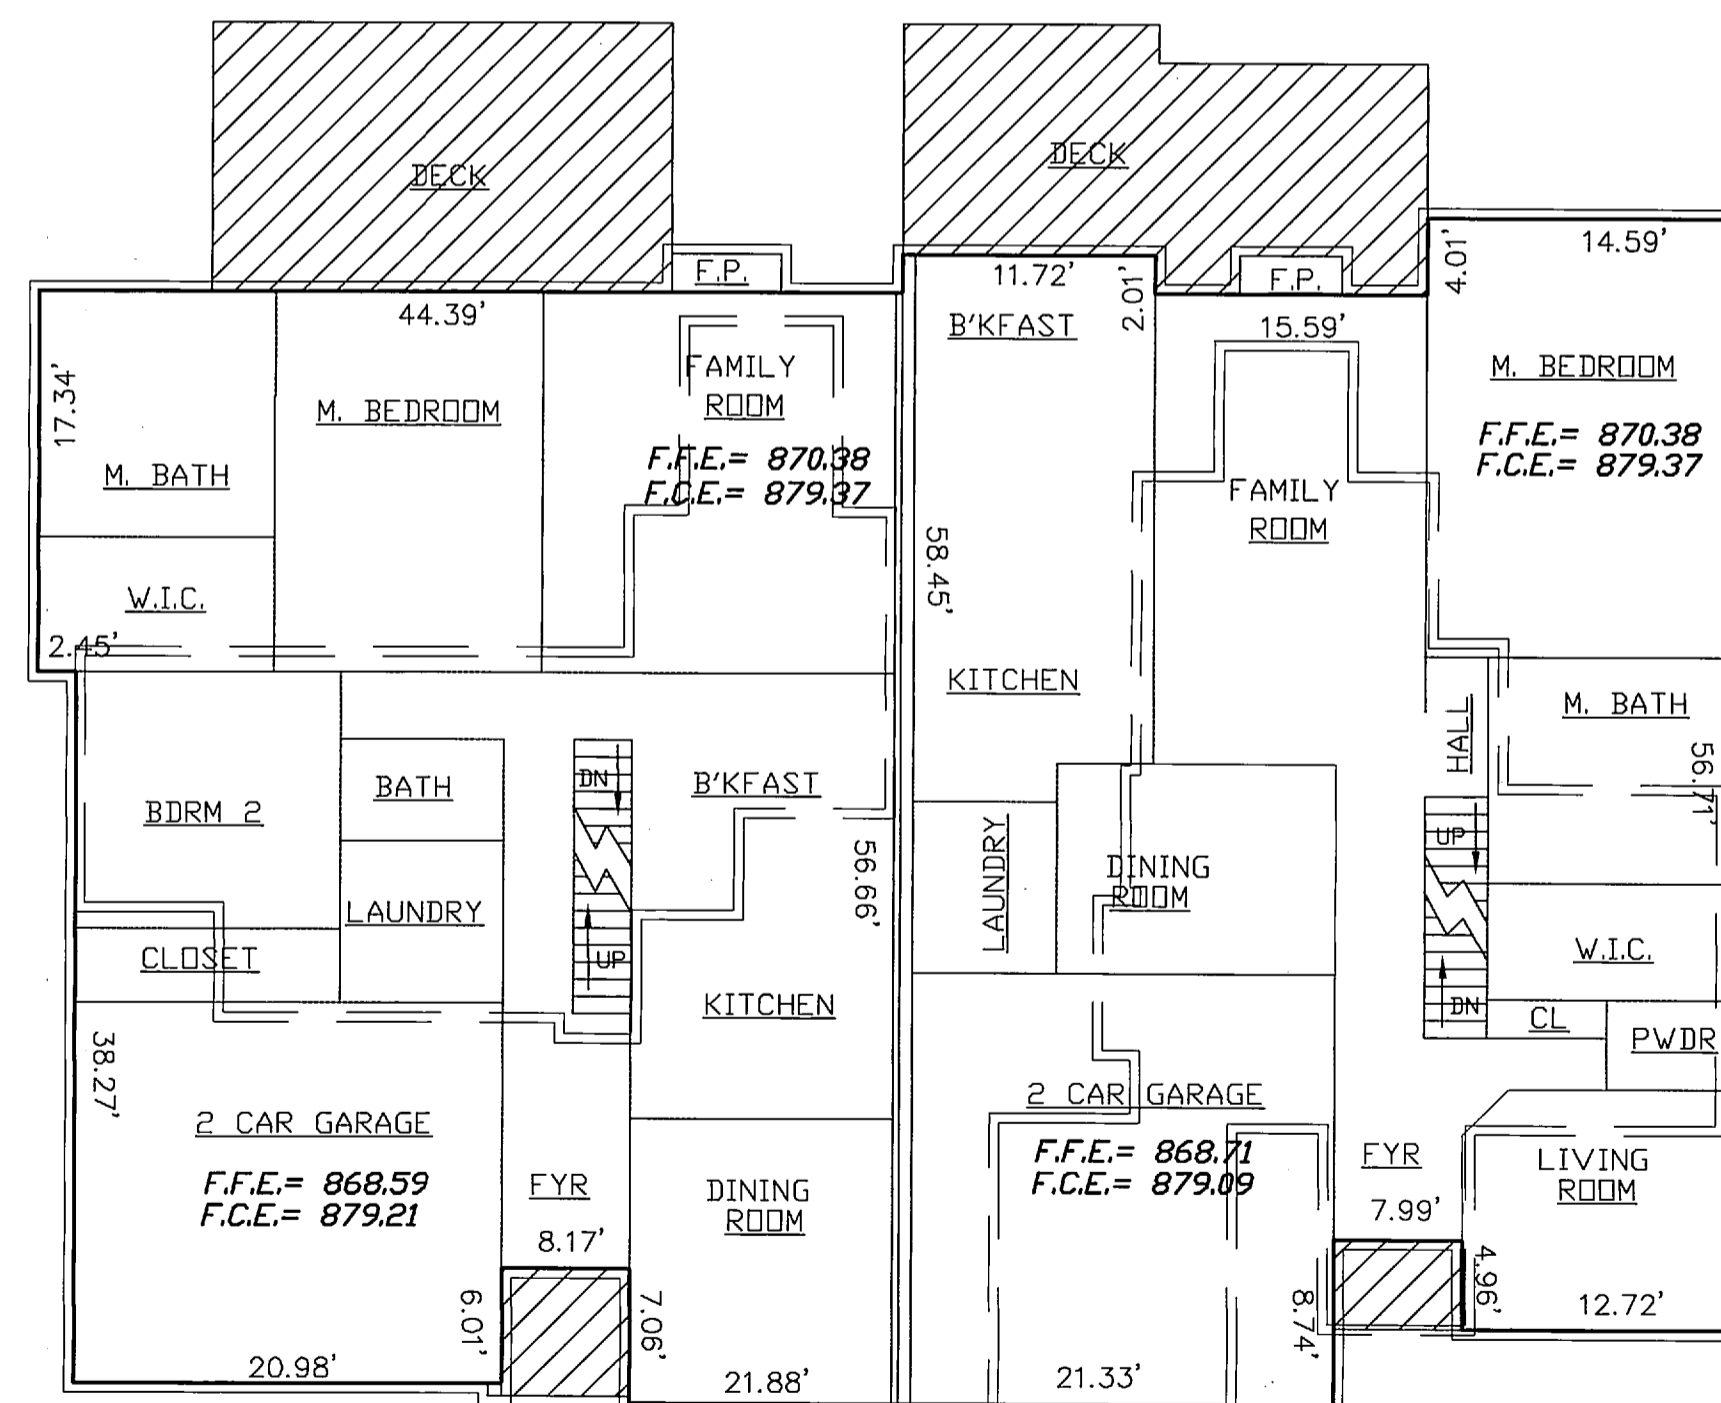 DECK
DECK
F.P.
44.39'
17.34'
M. BEDROOM
M. BATH
FAMILY
ROOM
F.F.E.= 870.38
F.C.E.= 879.37
W.I.C.
2.45'
BDRM 2
BATH
DN
B'KFAST
LAUNDRY
CLOSET
UP
56.66'
KITCHEN
38.27'
2 CAR GARAGE
F.F.E.= 868.59
F.C.E.= 879.21
FYR
8.17'
DINING
ROOM
6.01'
7.06'
20.98'
21.88'
11.72'
2.01'
F.P.
15.59'
4.01'
14.59'
B'KFAST
M. BEDROOM
F.F.E.= 870.38
F.C.E.= 879.37
FAMILY
ROOM
58.45'
KITCHEN
HALL
M. BATH
56.71'
LAUNDRY
DINING
ROOM
UP
W.I.C.
DN
CL
PWDR
2 CAR GARAGE
F.F.E.= 868.71
F.C.E.= 879.09
FYR
7.99'
LIVING
ROOM
8.74'
4.96'
12.72'
21.33'